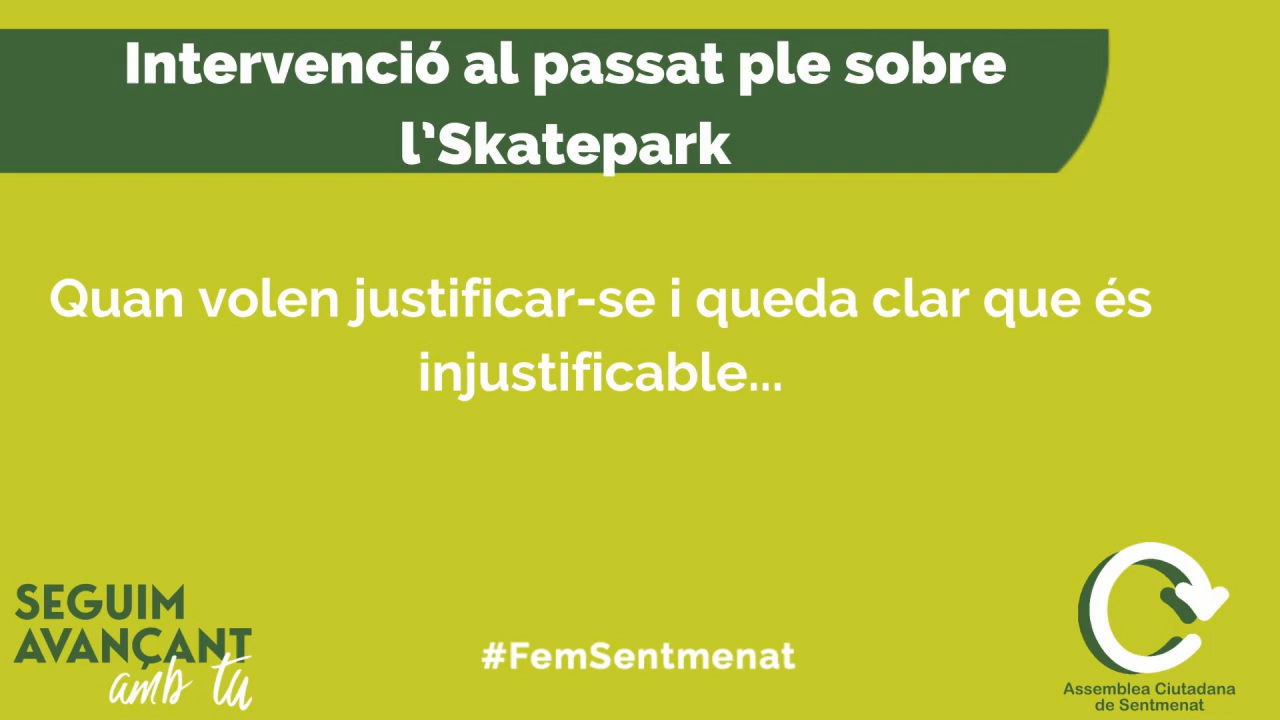 Intervenció al passat ple sobre
l'Skatepark
Quan volen justificar-se i queda clar que és
injustificable...
SEGUIM
AVANÇANT
amb tu
#FemSentmenat
Assemblea Ciutadana
de Sentmenat